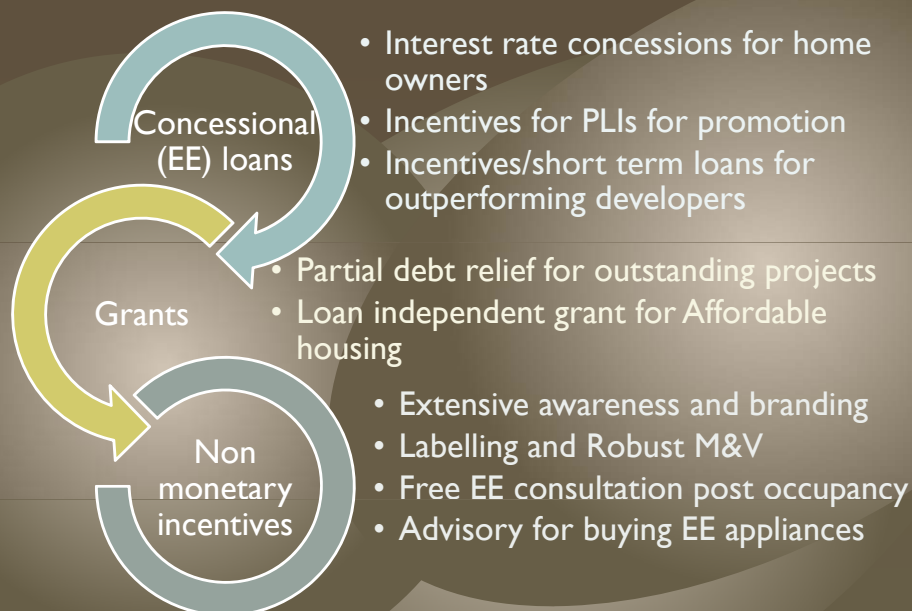 Concessional
(EE) loans
• Interest rate concessions for home
owners
• Incentives for PLIs for promotion
• Incentives/short term loans for
outperforming developers
Grants
• Partial debt relief for outstanding projects
• Loan independent grant for Affordable
housing
Non
monetary
incentives
• Extensive awareness and branding
• Labelling and Robust M&V
• Free EE consultation post occupancy
• Advisory for buying EE appliances